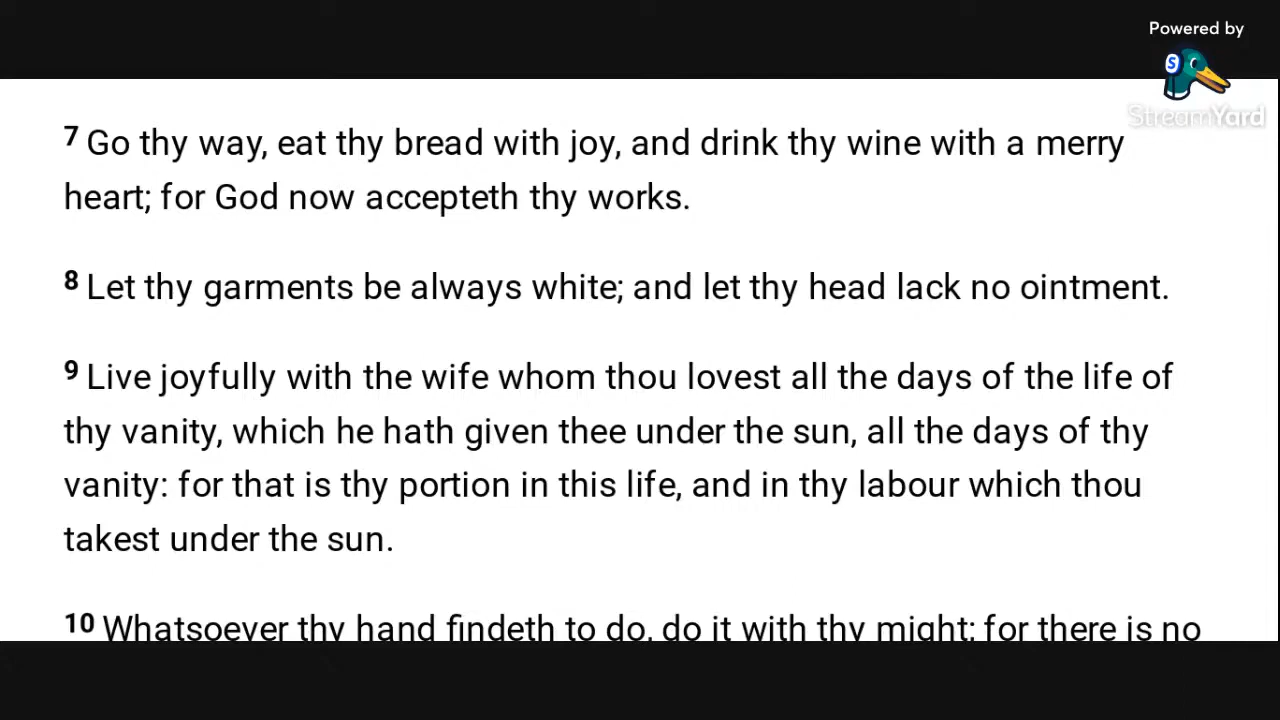 Powered by
S
StreamYard
7 Go thy way, eat thy bread with joy, and drink thy wine with a merry
heart; for God now accepteth thy works.
8 Let thy garments be always white; and let thy head lack no ointment.
9 Live joyfully with the wife whom thou lovest all the days of the life of
thy vanity, which he hath given thee under the sun, all the days of thy
vanity: for that is thy portion in this life, and in thy labour which thou
takest under the sun.
10 Whatsoever thy hand findeth to do, do it with thy might; for there is no